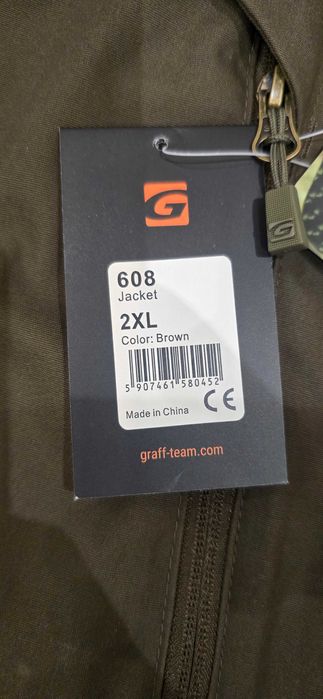 G
608
Jacket
2XL
Color: Brown
5 907461 580452
Made in China
CE
graff-team.com